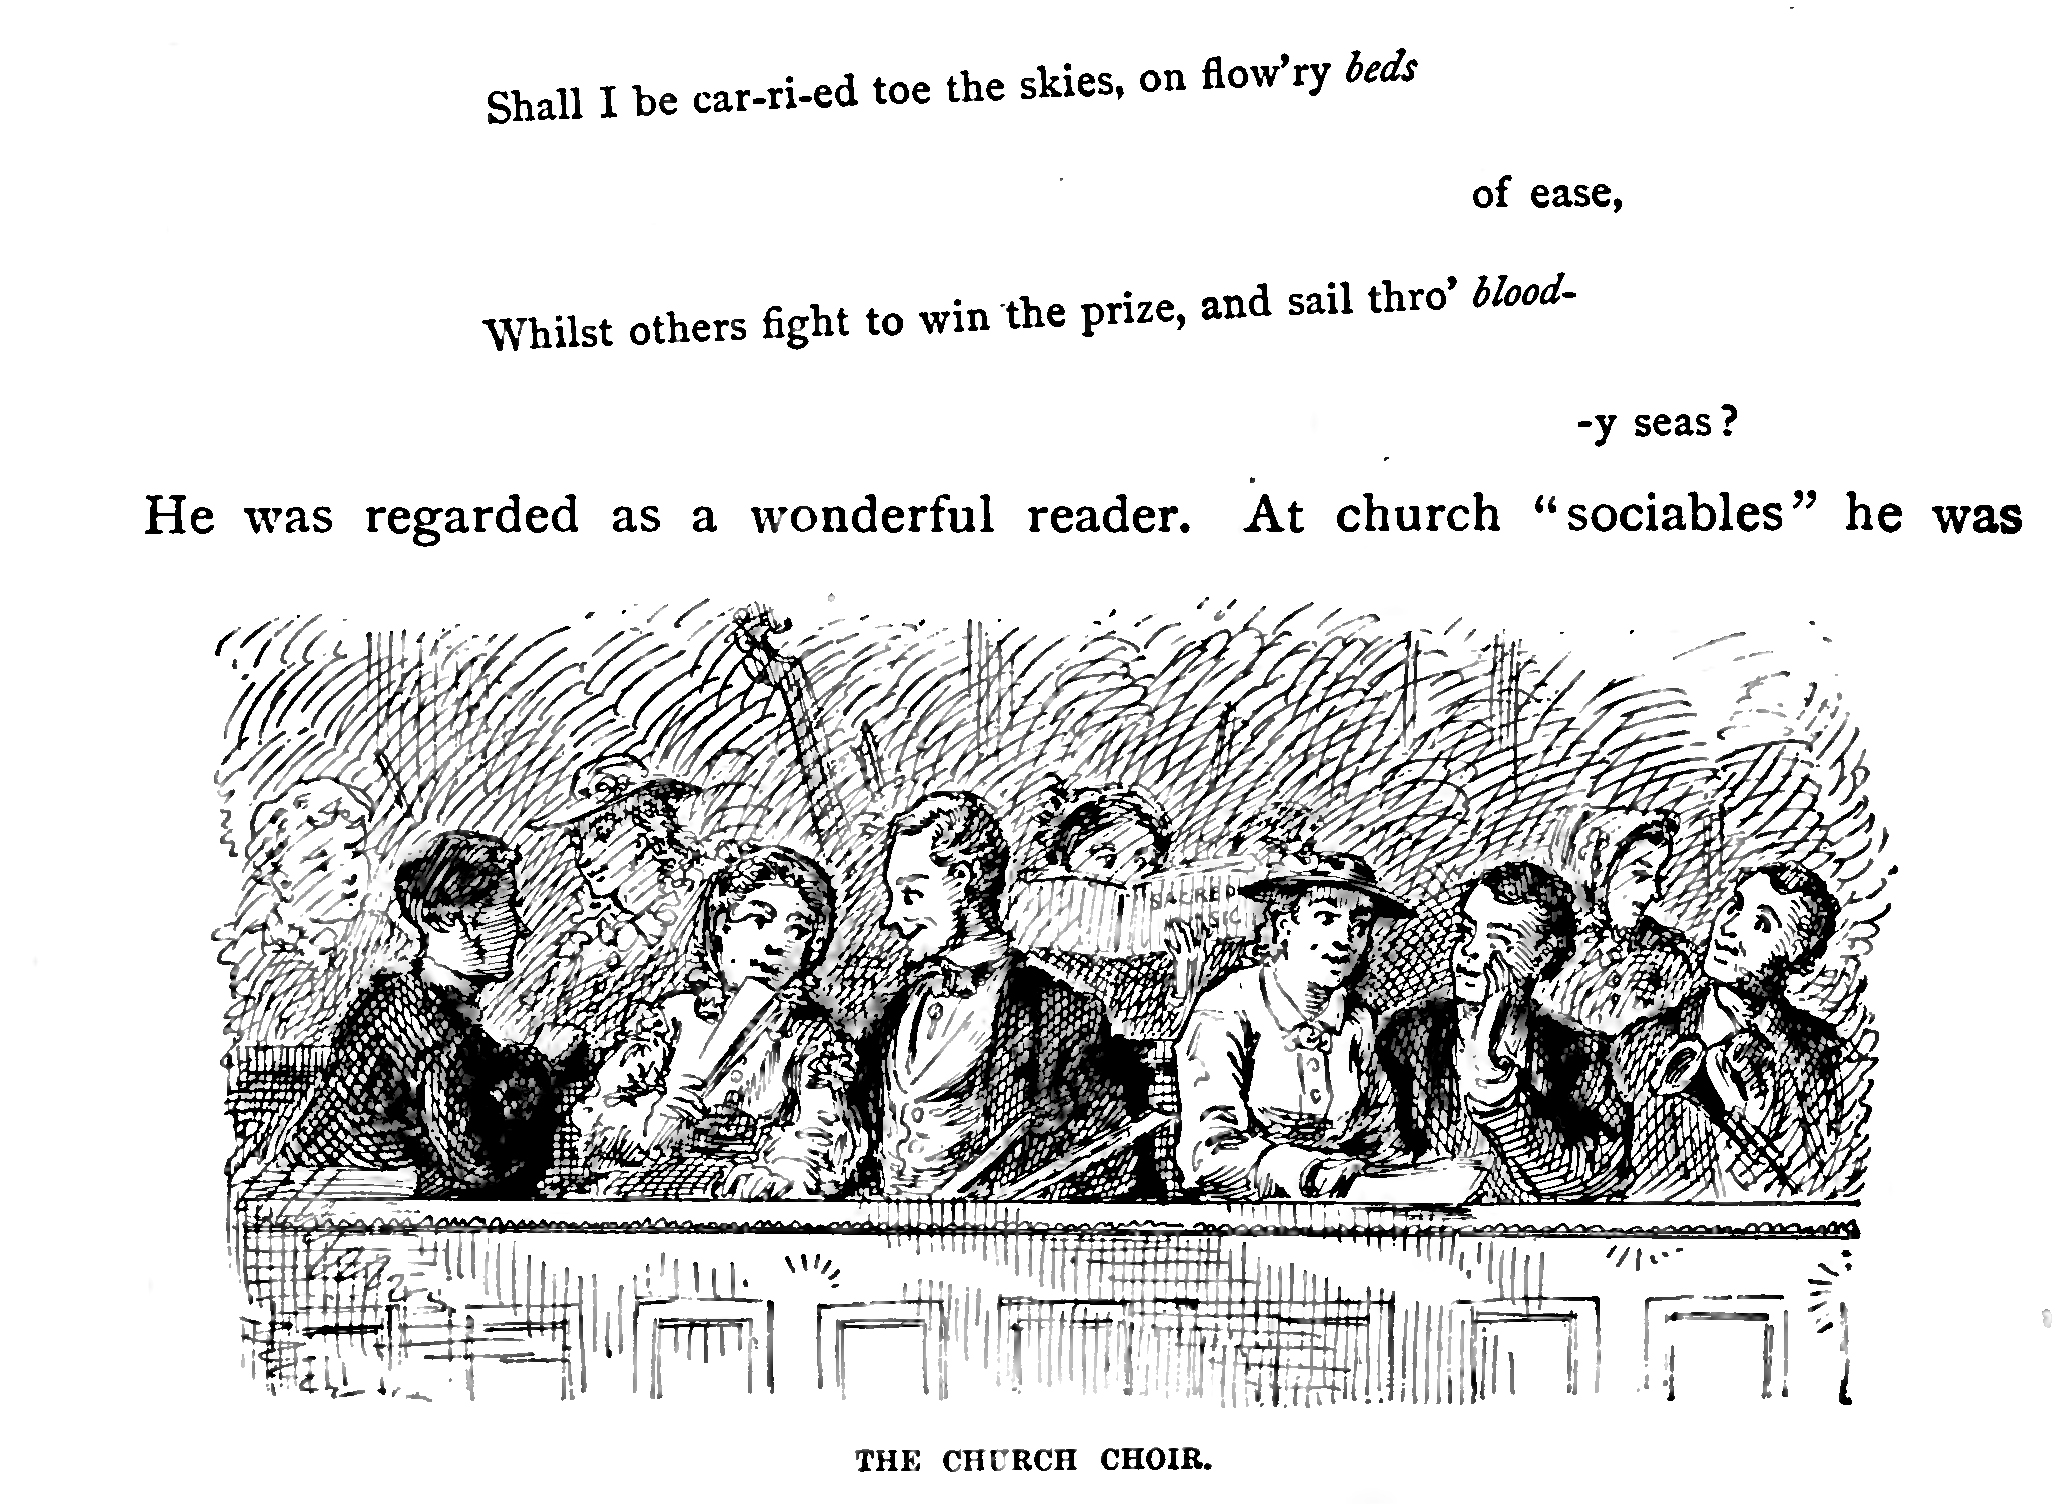 Shall I be car-ri-ed toe the skies, on flow'ry beds
of ease,
Whilst others fight to win the prize, and sail thro' blood-
-y seas?
He was regarded as a wonderful reader. At church “sociables” he was
SACRED
MUSIC
THE CHURCH CHOIR.